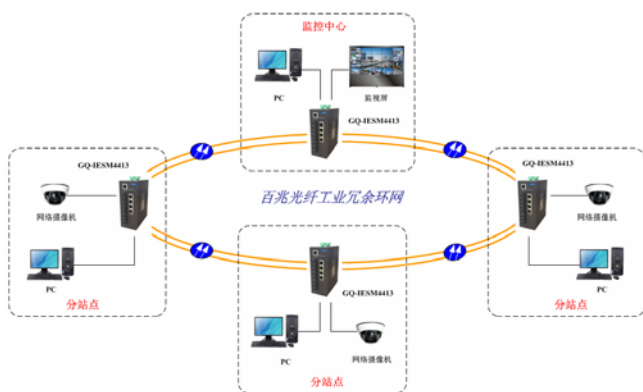 监控中心
PC
监视屏
GQ-IESM4413
GQ-IESM4413
GQ-IESM4413
百兆光纤工业冗余环网
网络摄像机
网络摄像机
PC
分站点
GQ-IESM4413
PC
网络摄像机
分站点
PC
分站点